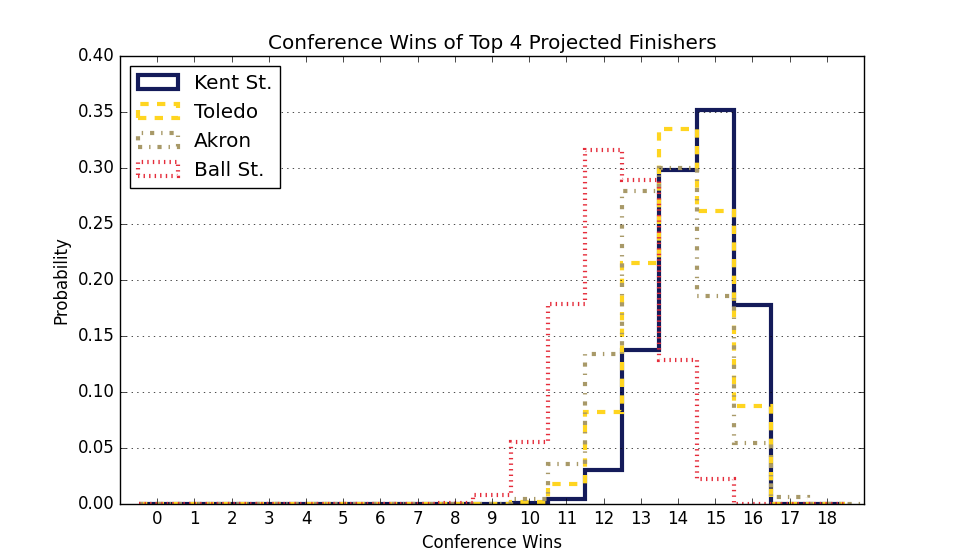 Conference Wins of Top 4 Projected Finishers
Kent St.
Toledo
Akron
Ball St.
Probability
0.40
0.35
0.30
0.25
0.20
0.15
0.10
0.05
0.00
0 1 2 3 4 5 6 7 8 9 10 11 12 13 14 15 16 17 18
Conference Wins